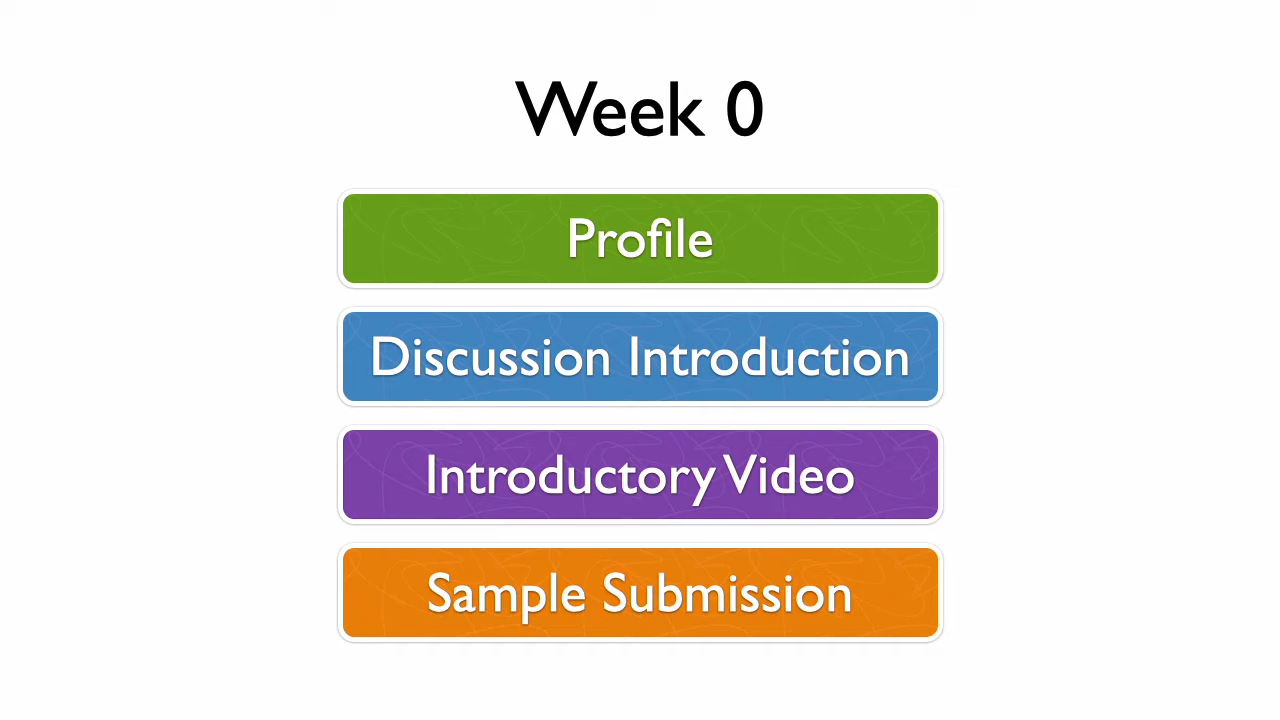 Week 0
Profile
Discussion Introduction
Introductory Video
Sample Submission